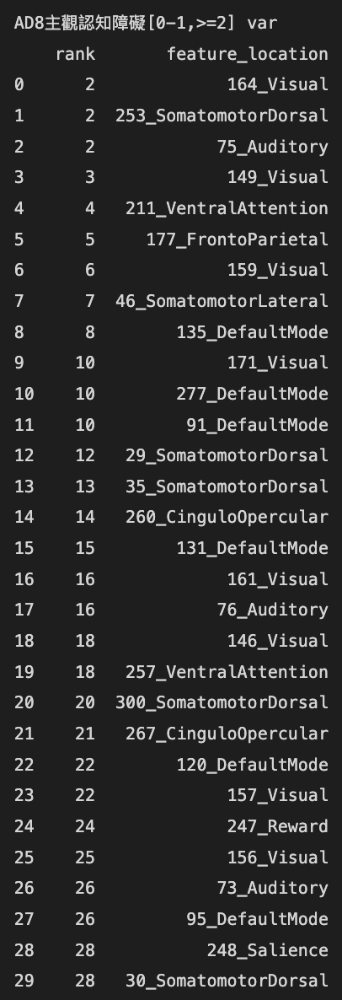 AD8主觀認知障礙[0-1,>=2] var
rank feature_location
0 2 164_Visual
1 2 253_SomatomotorDorsal
2 2 75_Auditory
3 3 149_Visual
4 4 211_VentralAttention
5 5 177_FrontoParietal
6 6 159_Visual
7 7 46_SomatomotorLateral
8 8 135_DefaultMode
9 10 171_Visual
10 10 277_DefaultMode
11 10 91_DefaultMode
12 12 29_SomatomotorDorsal
13 13 35_SomatomotorDorsal
14 14 260_CinguloOpercular
15 15 131_DefaultMode
16 16 161_Visual
17 16 76_Auditory
18 18 146_Visual
19 18 257_VentralAttention
20 20 300_SomatomotorDorsal
21 21 267_CinguloOpercular
22 22 120_DefaultMode
23 22 157_Visual
24 24 247_Reward
25 25 156_Visual
26 26 73_Auditory
27 26 95_DefaultMode
28 28 248_Salience
29 28 30_SomatomotorDorsal